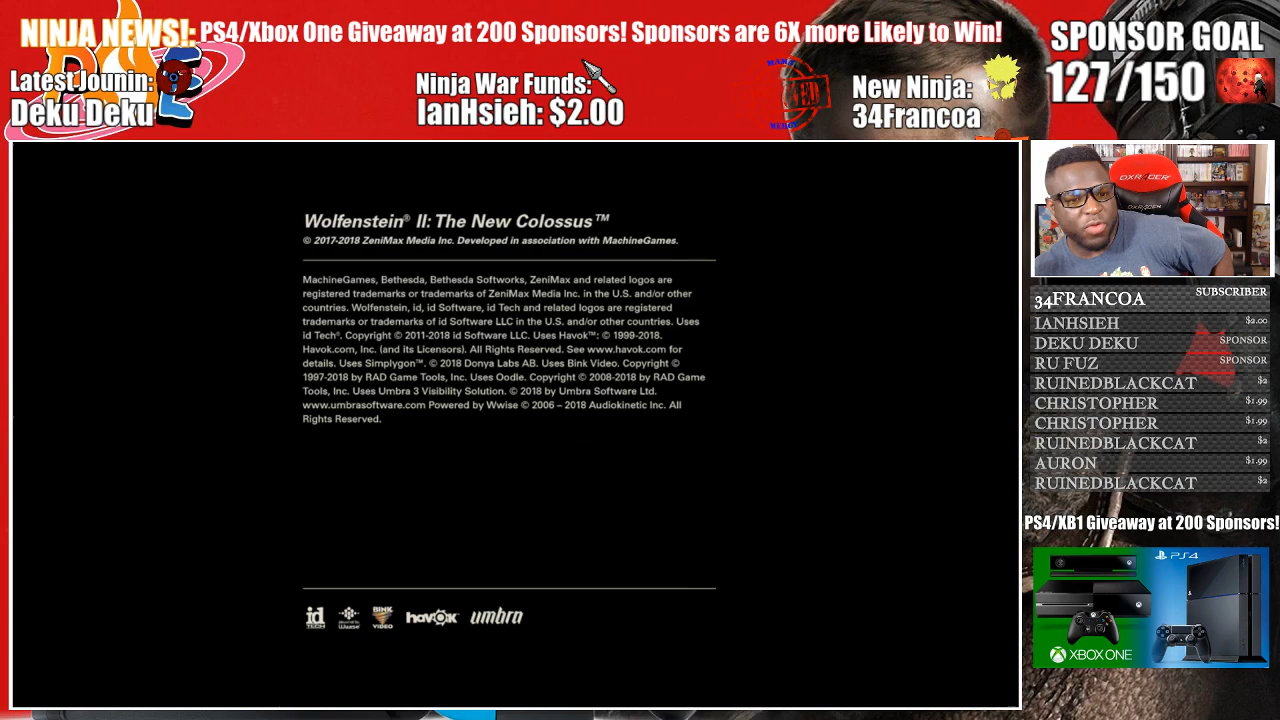 NINJA NEWS!: PS4/Xbox One Giveaway at 200 Sponsors! Sponsors are 6X more Likely to Win!
Latest Jounin:
Deku Deku
Ninja War Funds:
IanHsieh: $2.00
New Ninja:
34Francoa
SPONSOR GOAL
127/150
Wolfenstein® II: The New Colossus™
© 2017-2018 ZeniMax Media Inc. Developed in association with MachineGames.
MachineGames, Bethesda, Bethesda Softworks, ZeniMax and related logos are
registered trademarks or trademarks of ZeniMax Media Inc. in the U.S. and/or other
countries. Wolfenstein, id, id Software, id Tech and related logos are registered
trademarks or trademarks of id Software LLC in the U.S. and/or other countries. Uses
id Tech®. Copyright © 2011-2018 id Software LLC. Uses Havok™: © 1999-2018.
Havok.com, Inc. (and its Licensors). All Rights Reserved. See www.havok.com for
details. Uses Simplygon™. © 2018 Donya Labs AB. Uses Bink Video. Copyright ©
1997-2018 by RAD Game Tools, Inc. Uses Oodle. Copyright © 2008-2018 by RAD Game
Tools, Inc. Uses Umbra 3 Visibility Solution. © 2018 by Umbra Software Ltd.
www.umbrasoftware.com Powered by Wwise © 2006 – 2018 Audiokinetic Inc. All
Rights Reserved.
id TECH
powered by Wwise
BINK VIDEO
havok
umbra
DXRACER
DXRACER
34FRANCOA SUBSCRIBER
IANHSIEH $2.00
DEKU DEKU SPONSOR
RU FUZ SPONSOR
RUINEDBLACKCAT $2
CHRISTOPHER $1.99
CHRISTOPHER $1.99
RUINEDBLACKCAT $2
AURON $1.99
RUINEDBLACKCAT $2
PS4/XB1 Giveaway at 200 Sponsors!
PS4
XBOX ONE